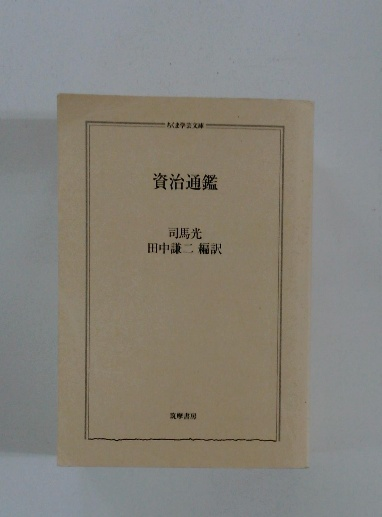 ちくま学芸文庫
資治通鑑
司馬光
田中謙二 編訳
筑摩書房